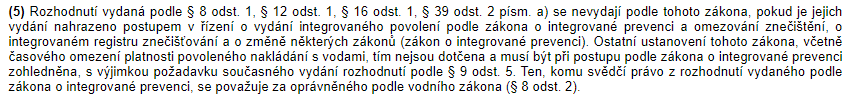 (5) Rozhodnutí vydaná podle § 8 odst. 1, § 12 odst. 1, § 16 odst. 1, § 39 odst. 2 písm. a) se nevydají podle tohoto zákona, pokud je jejich
vydání nahrazeno postupem v řízení o vydání integrovaného povolení podle zákona o integrované prevenci a omezování znečištění, o
integrovaném registru znečišťování a o změně některých zákonů (zákon o integrované prevenci). Ostatní ustanovení tohoto zákona, včetně
časového omezení platnosti povoleného nakládání s vodami, tím nejsou dotčena a musí být při postupu podle zákona o integrované prevenci
zohledněna, s výjimkou požadavku současného vydání rozhodnutí podle § 9 odst. 5. Ten, komu svědčí právo z rozhodnutí vydaného podle
zákona o integrované prevenci, se považuje za oprávněného podle vodního zákona (§ 8 odst. 2).